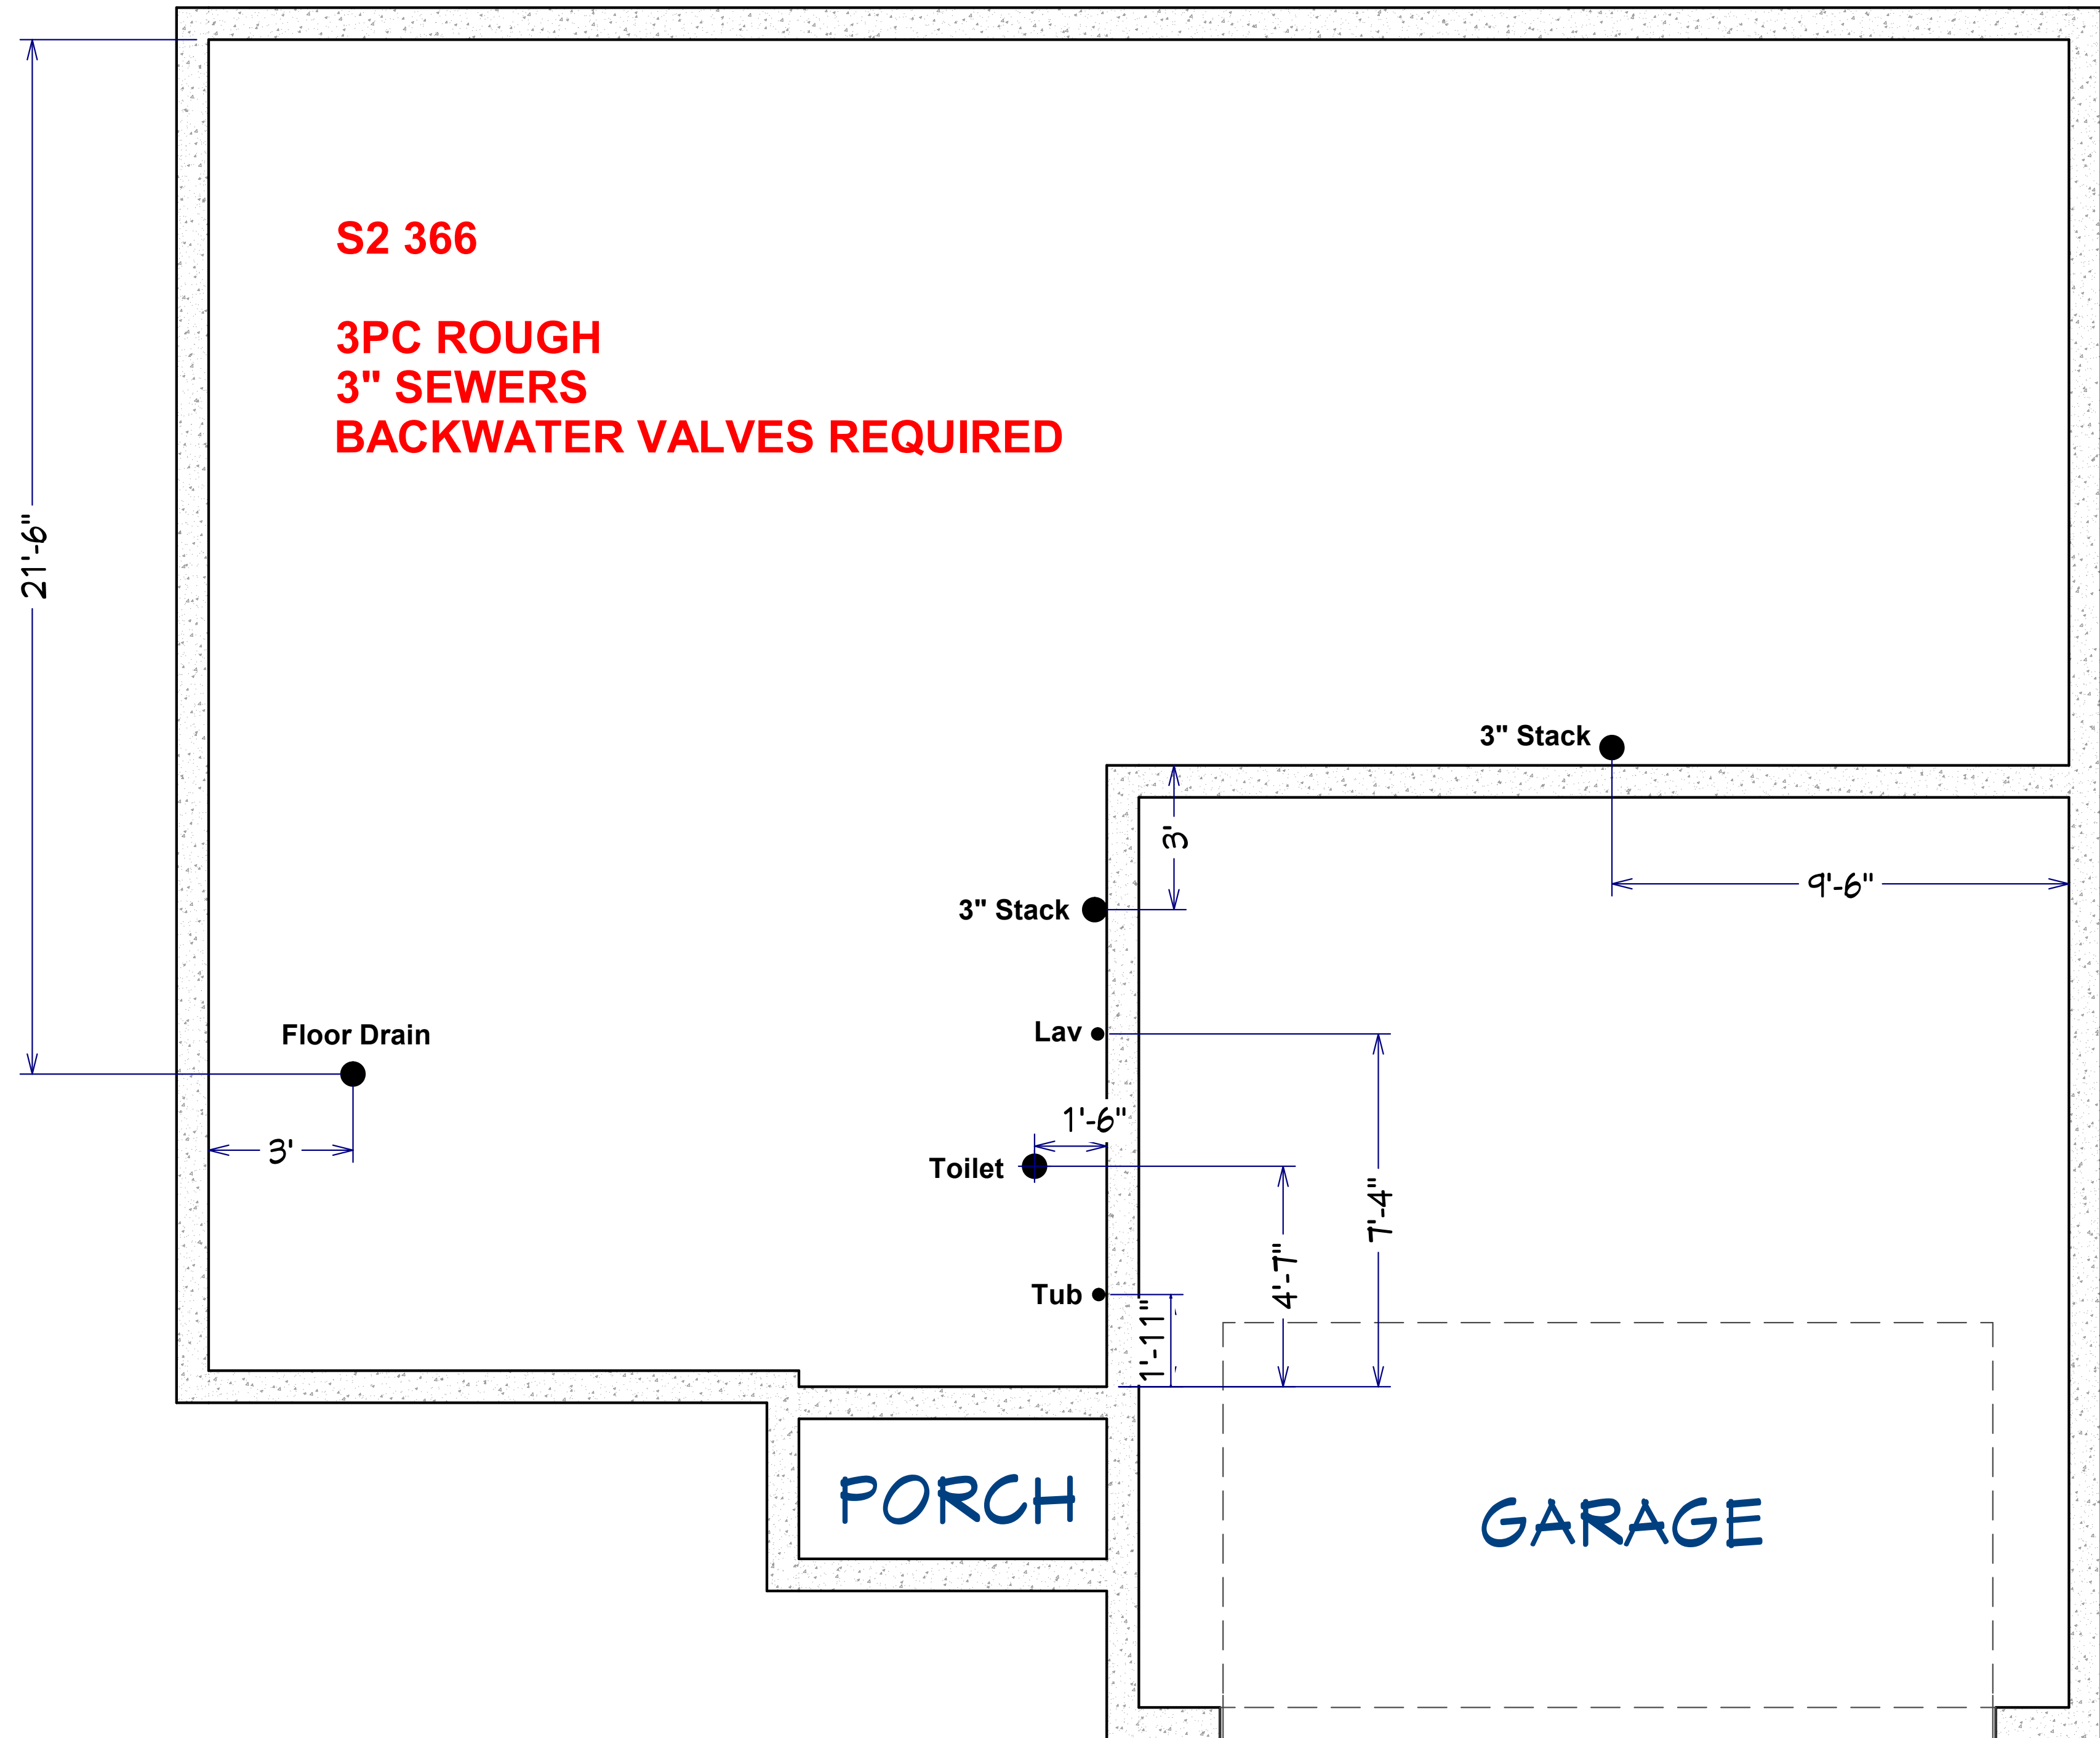 S2 366
3PC ROUGH
3" SEWERS
BACKWATER VALVES REQUIRED
21'-6"
3" Stack
3'
9'-6"
3" Stack
Lav
Floor Drain
1'-6"
3'
Toilet
7'-4"
4'-7"
Tub
1'-11"
PORCH
GARAGE